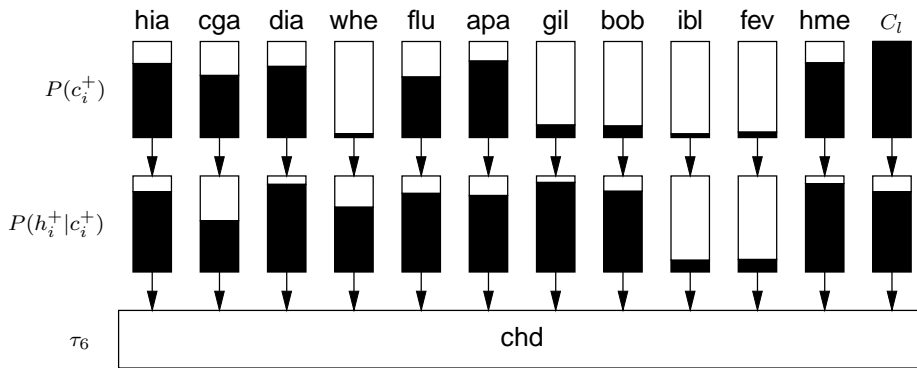 hia cga dia whe flu apa gil bob ibl fev hme C_l
P(c_i^+)
P(h_i^+|c_i^+)
τ_6 chd